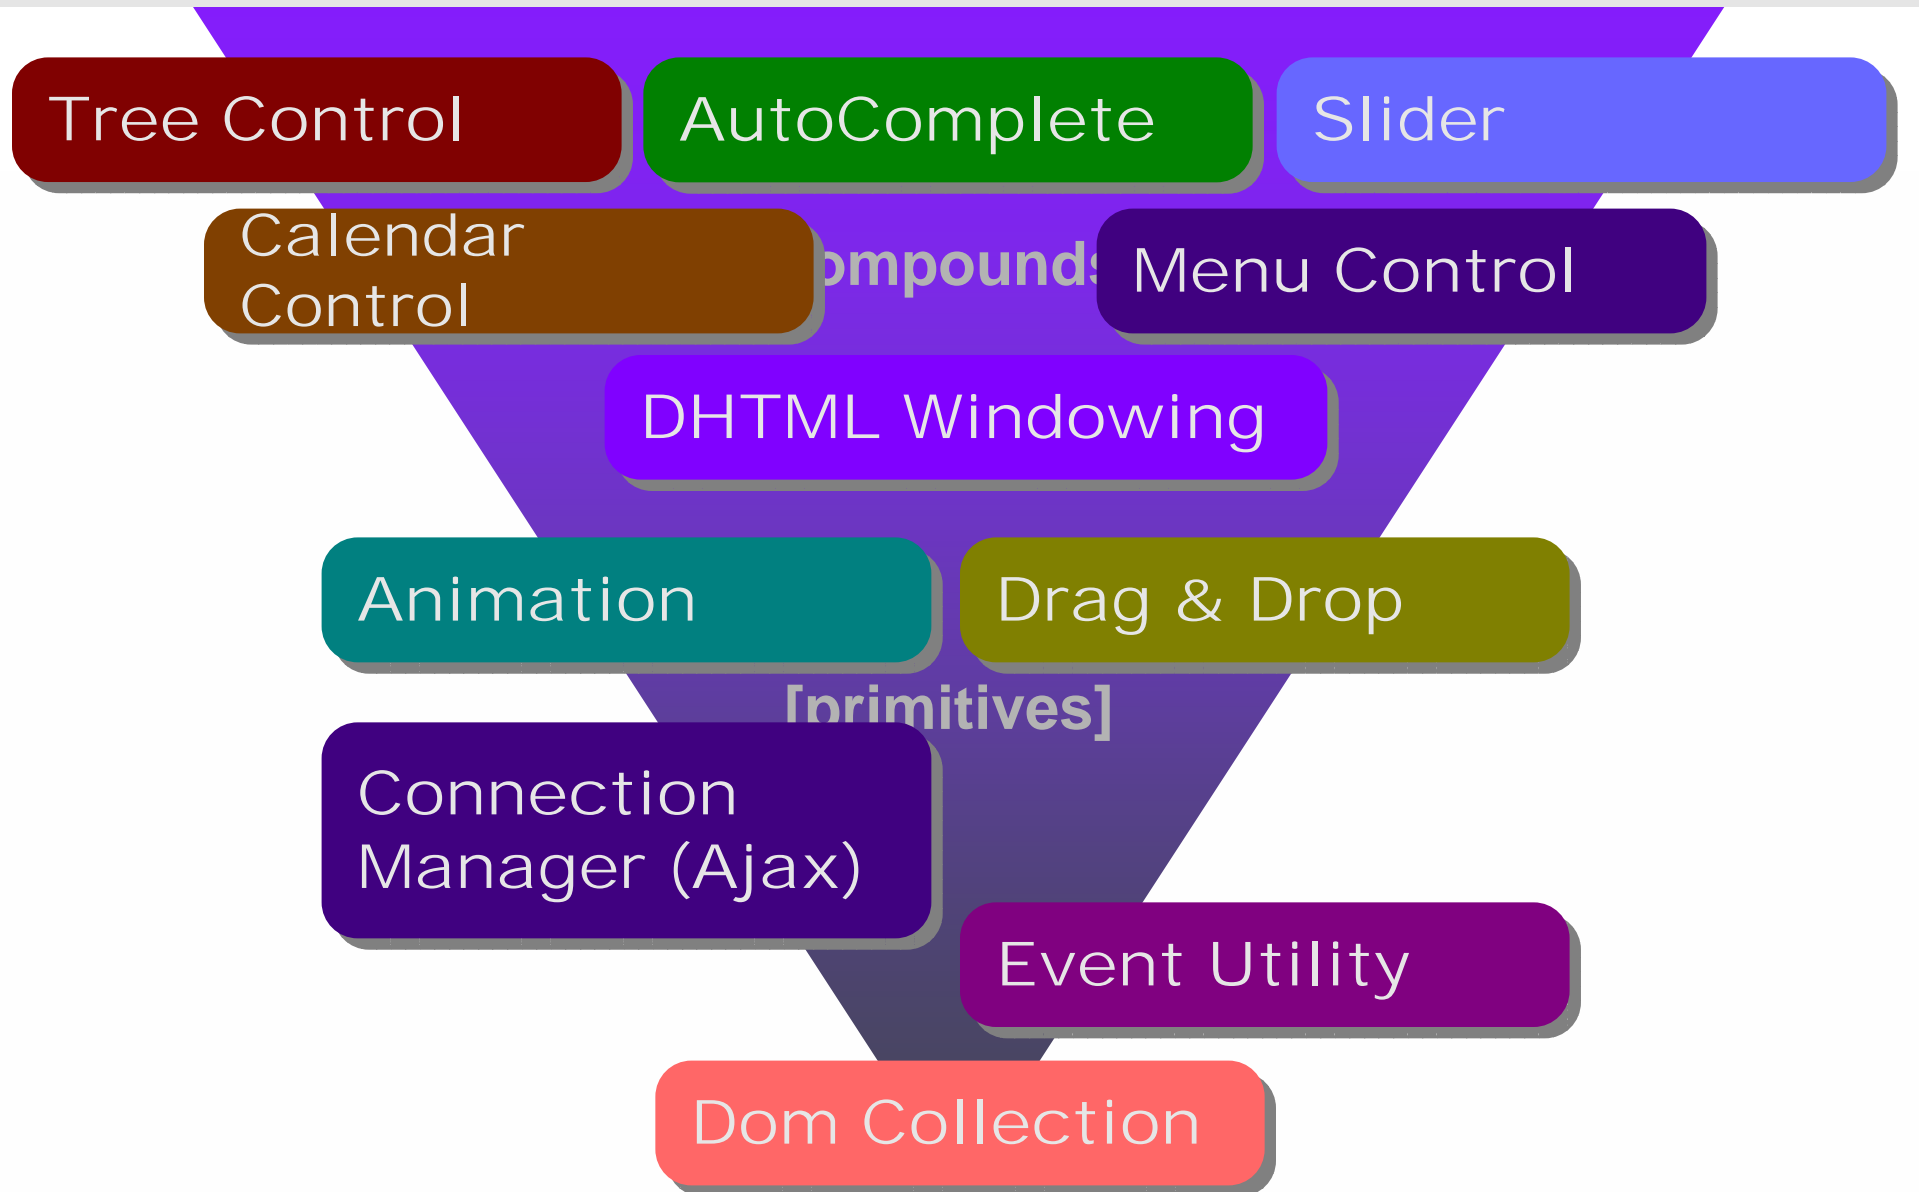 Tree Control
AutoComplete
Slider
Calendar
Control
ompounds
Menu Control
DHTML Windowing
Animation
Drag & Drop
[primitives]
Connection
Manager (Ajax)
Event Utility
Dom Collection